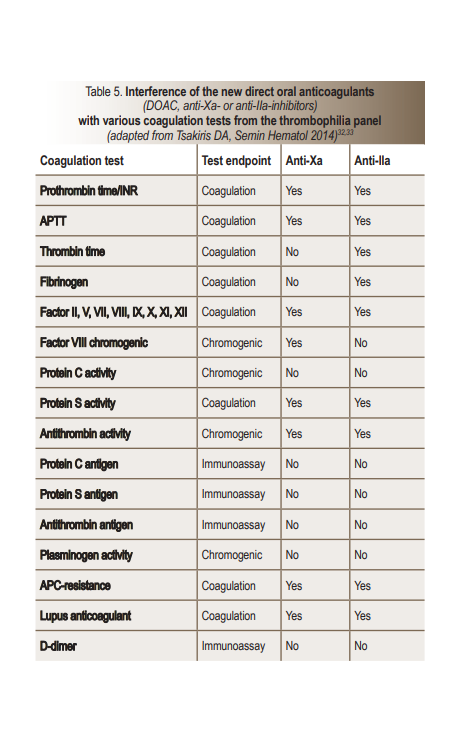 Table 5. Interference of the new direct oral anticoagulants
(DOAC, anti-Xa- or anti-IIa-inhibitors)
with various coagulation tests from the thrombophilia panel
(adapted from Tsakiris DA, Semin Hematol 2014)32,33
Coagulation test Test endpoint Anti-Xa Anti-IIa
Prothrombin time/INR Coagulation Yes Yes
APTT Coagulation Yes Yes
Thrombin time Coagulation No Yes
Fibrinogen Coagulation No Yes
Factor II, V, VII, VIII, IX, X, XI, XII Coagulation Yes Yes
Factor VIII chromogenic Chromogenic Yes No
Protein C activity Chromogenic No No
Protein S activity Coagulation Yes Yes
Antithrombin activity Chromogenic Yes Yes
Protein C antigen Immunoassay No No
Protein S antigen Immunoassay No No
Antithrombin antigen Immunoassay No No
Plasminogen activity Chromogenic No No
APC-resistance Coagulation Yes Yes
Lupus anticoagulant Coagulation Yes Yes
D-dimer Immunoassay No No